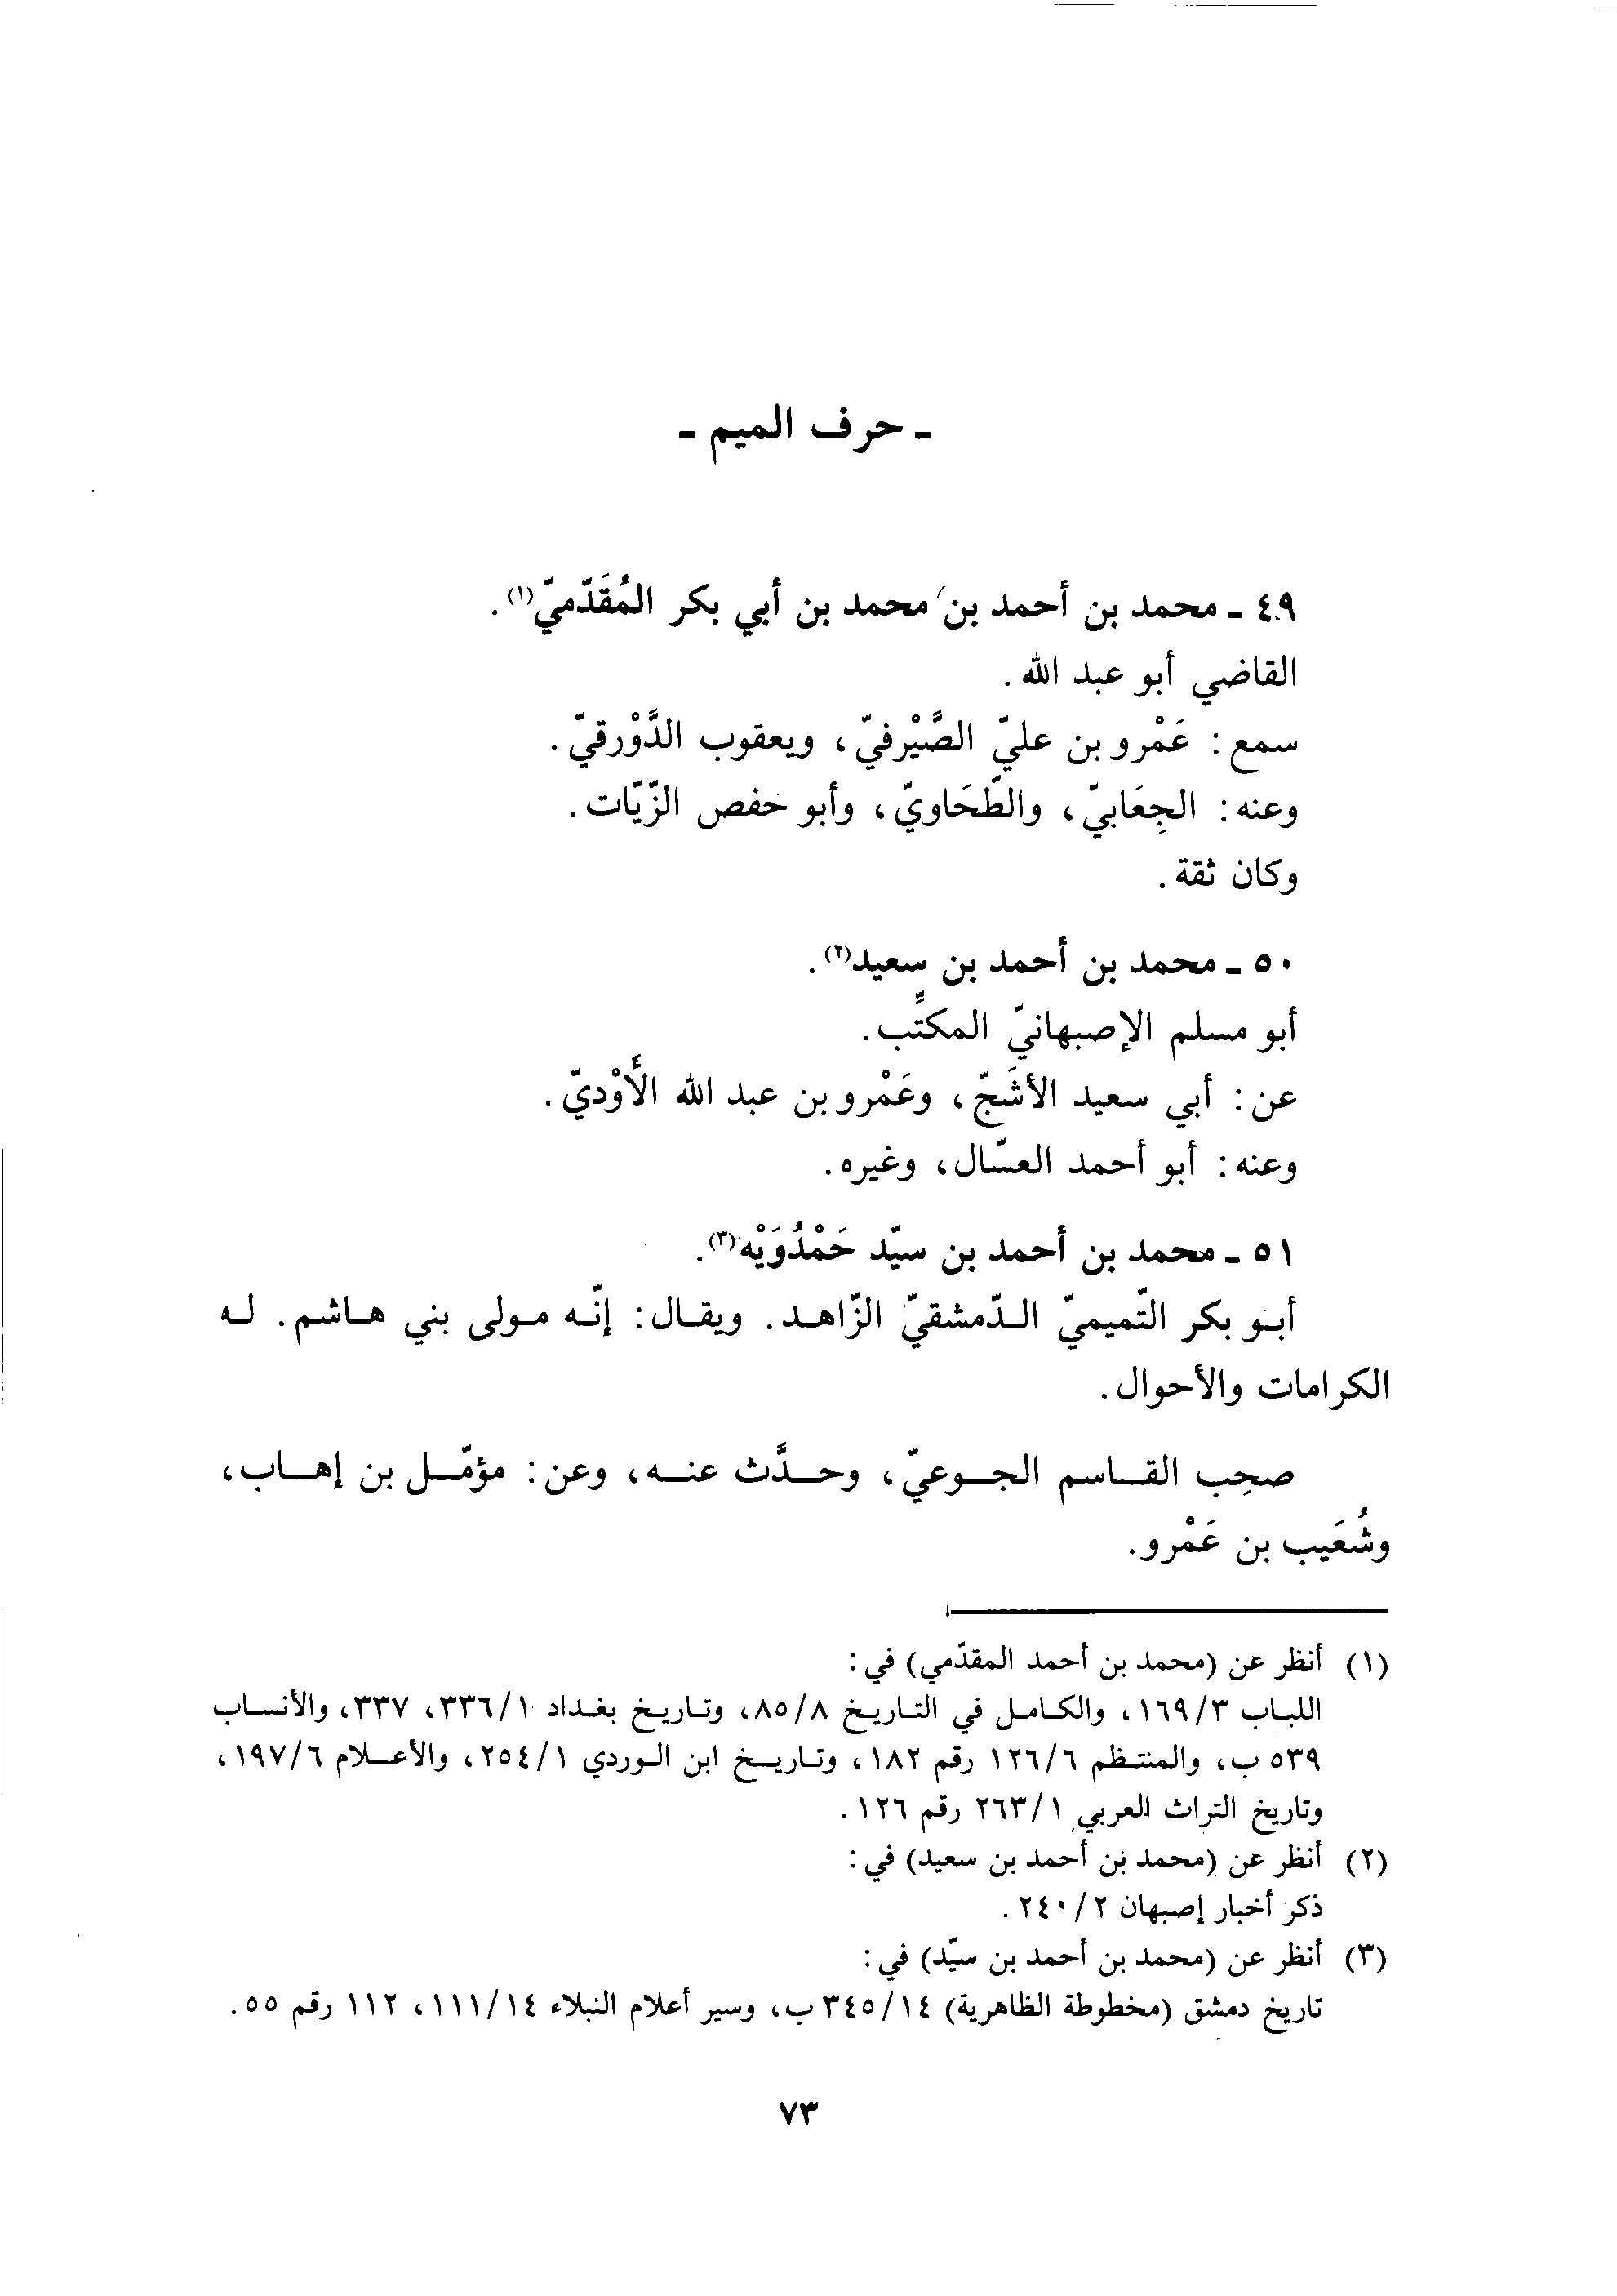 ـ حرف الميم ـ
٤٩ ـ محمد بن أحمد بن محمد بن أبي بكر المُقَدّميّ(١).
القاضي أبو عبد الله.
سمع: عَمْرو بن عليّ الصَّيْرفيّ، ويعقوب الدَّوْرقيّ.
وعنه: الجِعَابيّ، والطّحَاويّ، وأبو حفص الزّيّات.
وكان ثقة.
٥٠ ـ محمد بن أحمد بن سعيد(٢).
أبو مسلم الإصبهانيّ المكتِّب.
عن: أبي سعيد الأشَجّ، وعَمْرو بن عبد الله الأَوْديّ.
وعنه: أبو أحمد العسّال، وغيره.
٥١ ـ محمد بن أحمد بن سيّد حَمْدُوَيْه(٣).
أبو بكر التّميميّ الدّمشقيّ الزّاهد. ويقال: إنّه مولى بني هاشم. له
الكرامات والأحوال.
صحِب القاسم الجوعيّ، وحدَّث عنه، وعن: مؤمّل بن إهاب،
وشُعَيب بن عَمْرو.
(١) أنظر عن (محمد بن أحمد المقدّمي) في:
اللباب ١٦٩/٣، والكامل في التاريخ ٨٥/٨، وتاريخ بغداد ٣٣٦/١، ٣٣٧، والأنساب
٥٣٩ ب، والمنتظم ١٢٦/٦ رقم ١٨٢، وتاريخ ابن الوردي ٢٥٤/١، والأعلام ١٩٧/٦،
وتاريخ التراث العربي ٢٦٣/١ رقم ١٢٦.
(٢) أنظر عن (محمد بن أحمد بن سعيد) في:
ذكر أخبار إصبهان ٢٤٠/٢.
(٣) أنظر عن (محمد بن أحمد بن سيّد) في:
تاريخ دمشق (مخطوطة الظاهرية) ٣٤٥/١٤ ب، وسير أعلام النبلاء ١١١/١٤، ١١٢ رقم ٥٥.
٧٣